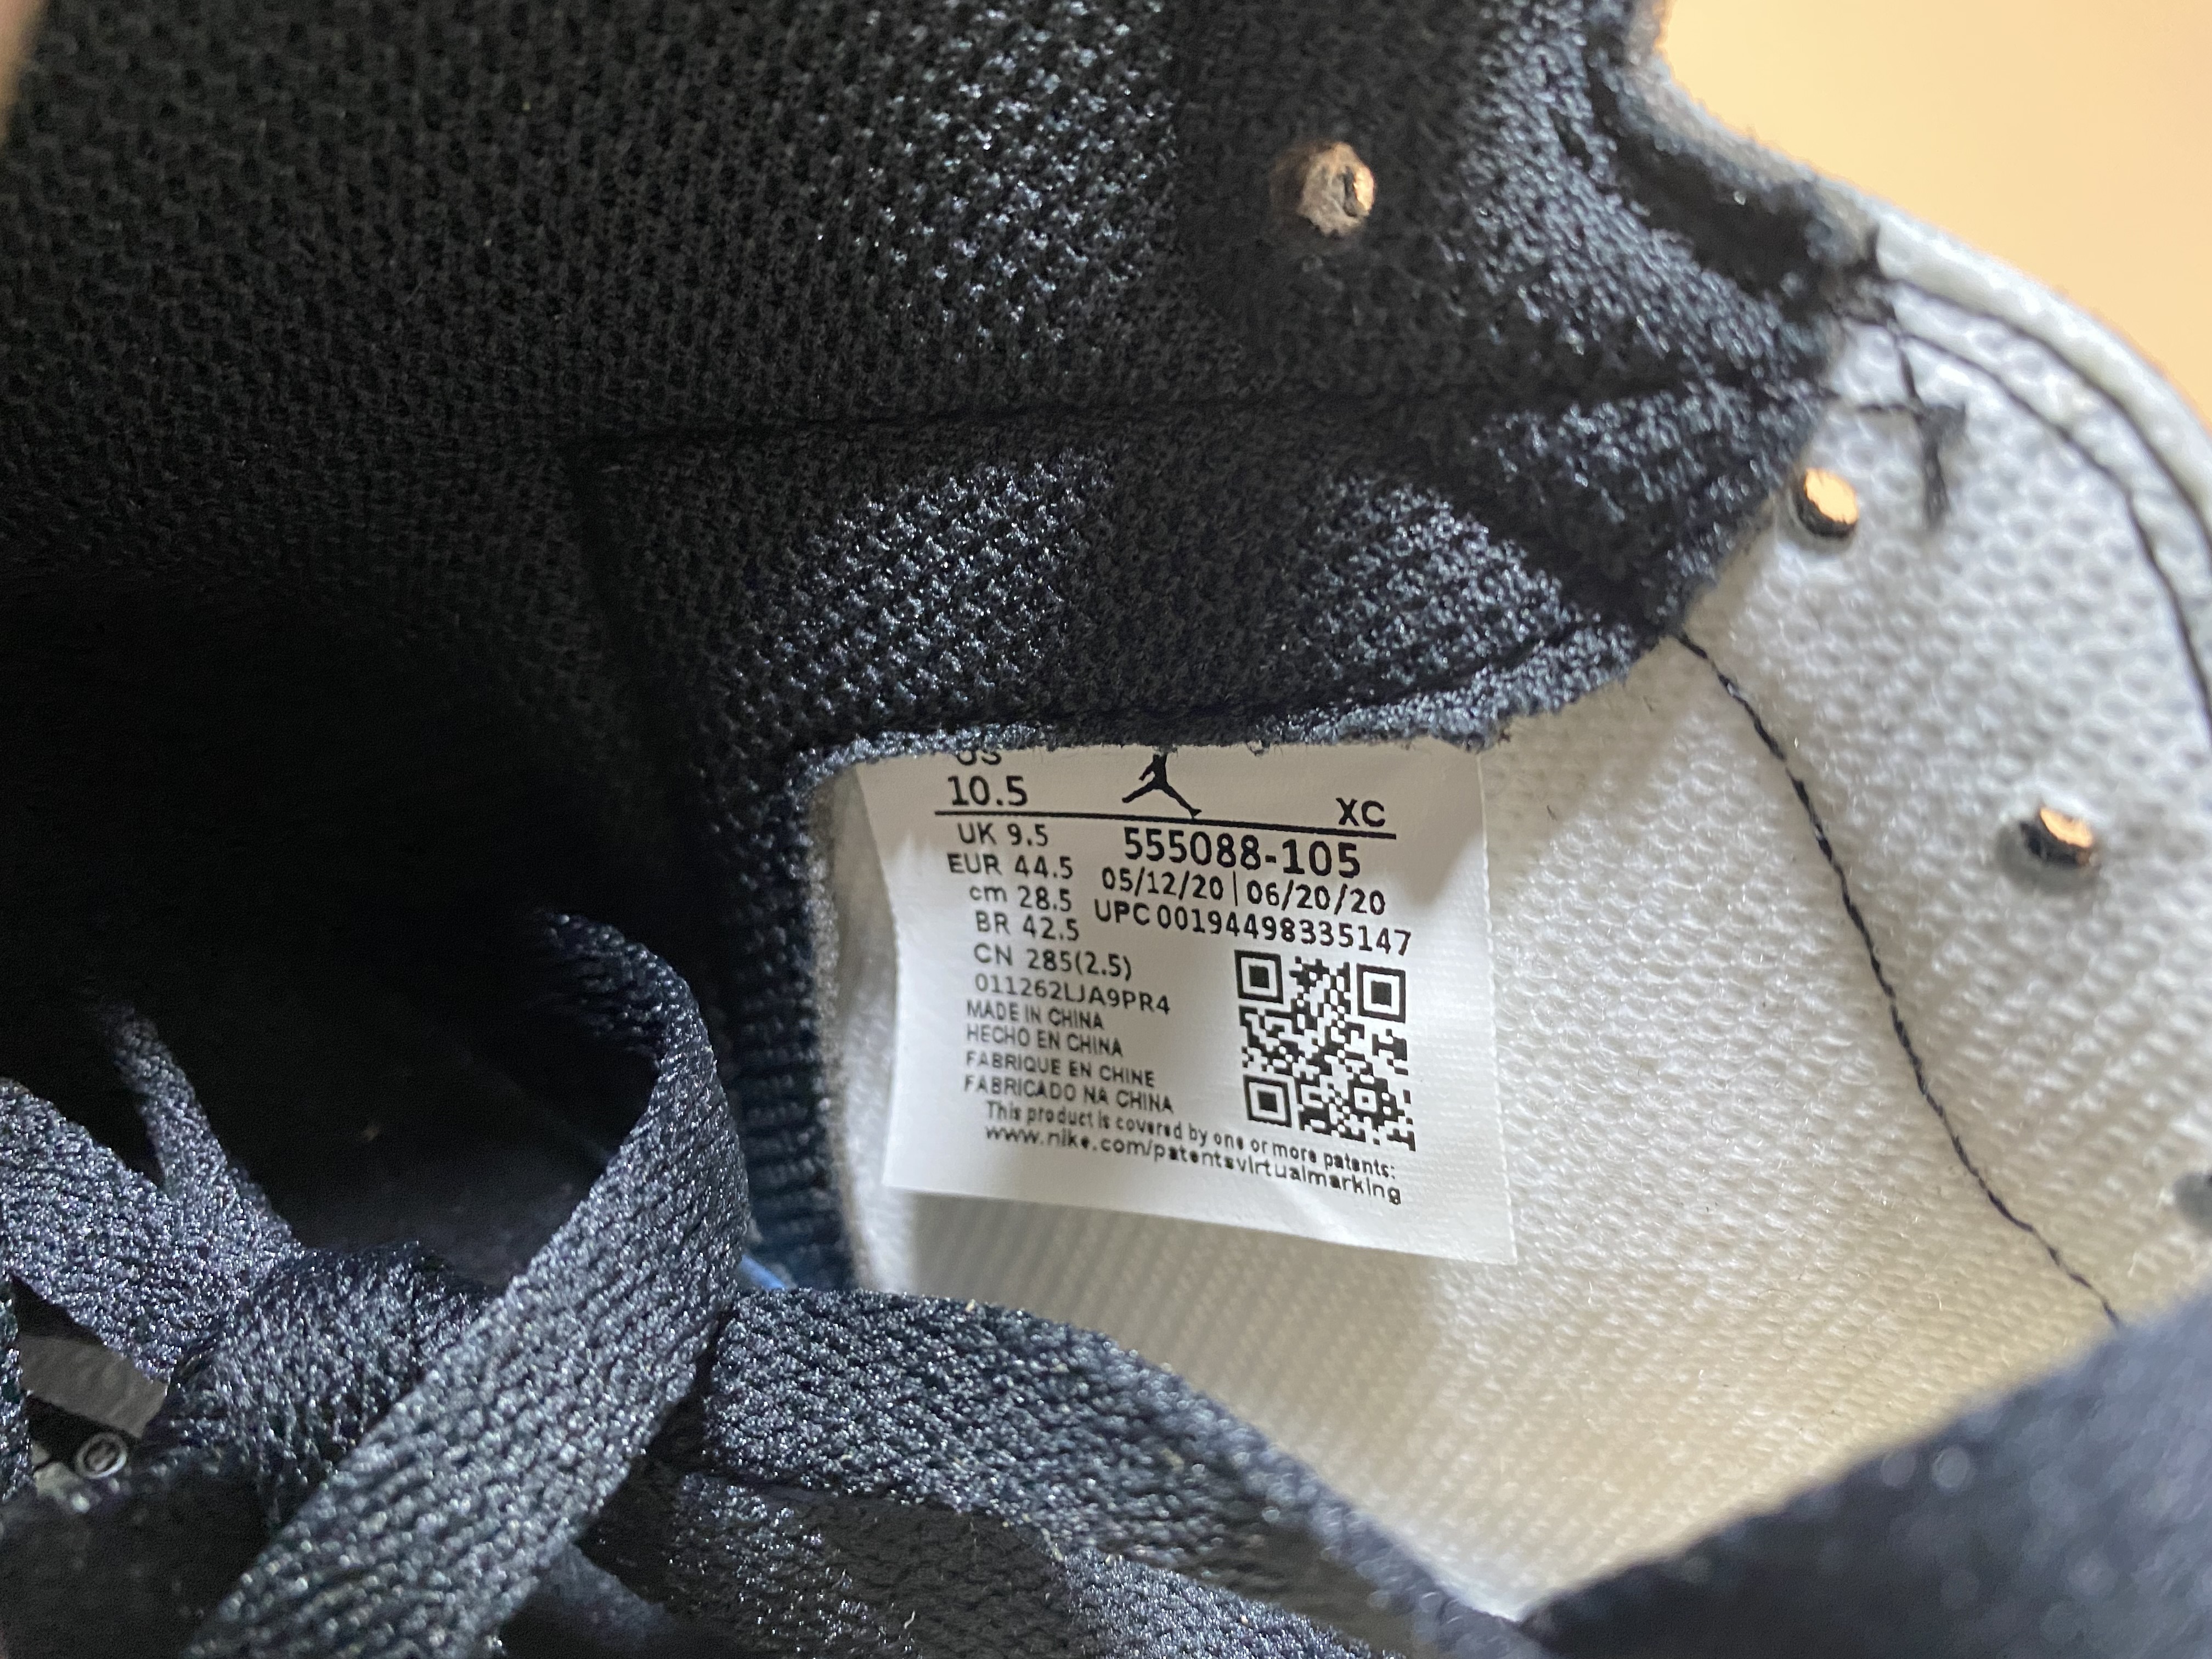 US
10.5
XC
UK 9.5
555088-105
EUR 44.5
05/12/20 | 06/20/20
cm 28.5
UPC 00194498335147
BR 42.5
CN 285(2.5)
011262LJA9PR4
MADE IN CHINA
HECHO EN CHINA
FABRIQUE EN CHINE
FABRICADO NA CHINA
This product is covered by one or more patents:
www.nike.com/patentsvirtualmarking